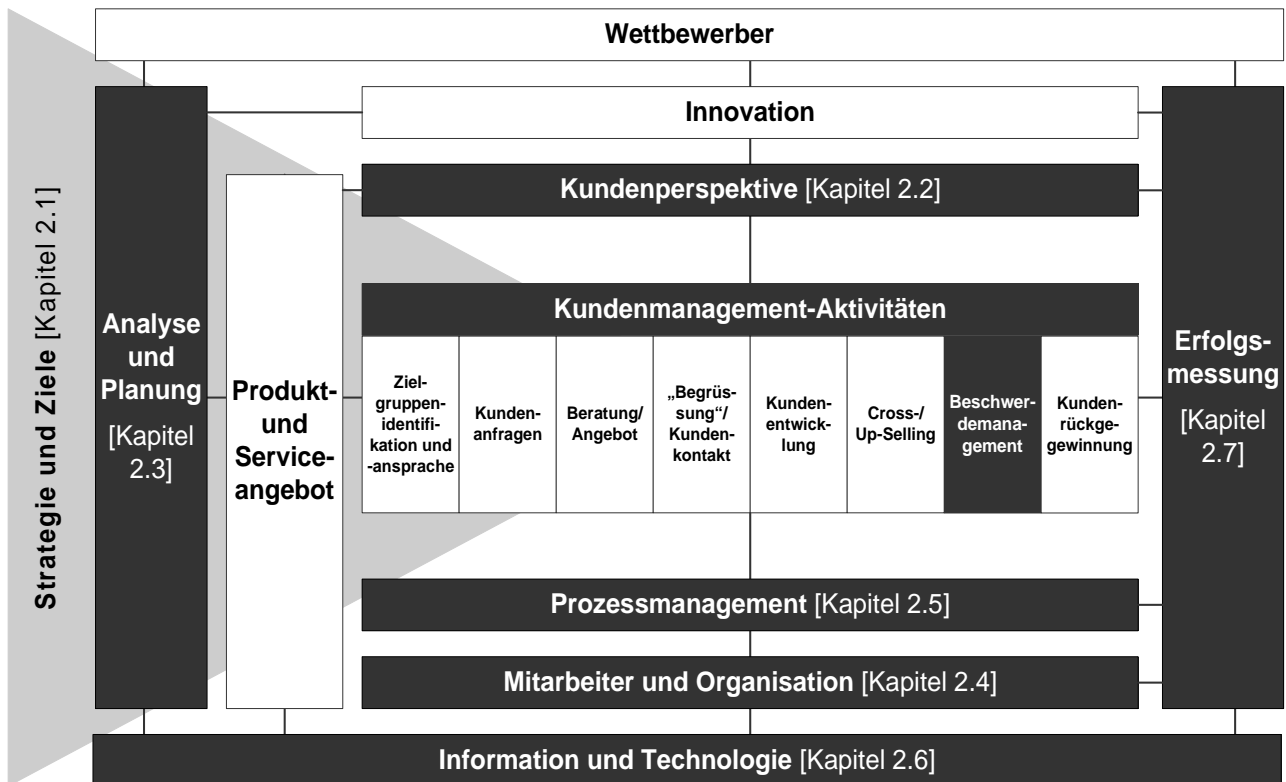 Wettbewerber
Innovation
Kundenperspektive [Kapitel 2.2]
Strategie und Ziele [Kapitel 2.1]
Analyse
und
Planung
[Kapitel
2.3]
Produkt-
und
Service-
angebot
Kundenmanagement-Aktivitäten
Ziel-
gruppen-
identifi-
kation und
-ansprache
Kunden-
anfragen
Beratung/
Angebot
„Begrüs-
sung“/
Kunden-
kontakt
Kunden-
entwick-
lung
Cross-/
Up-Selling
Beschwer-
demana-
gement
Kunden-
rückge-
gewinnung
Erfolgs-
messung
[Kapitel
2.7]
Prozessmanagement [Kapitel 2.5]
Mitarbeiter und Organisation [Kapitel 2.4]
Information und Technologie [Kapitel 2.6]